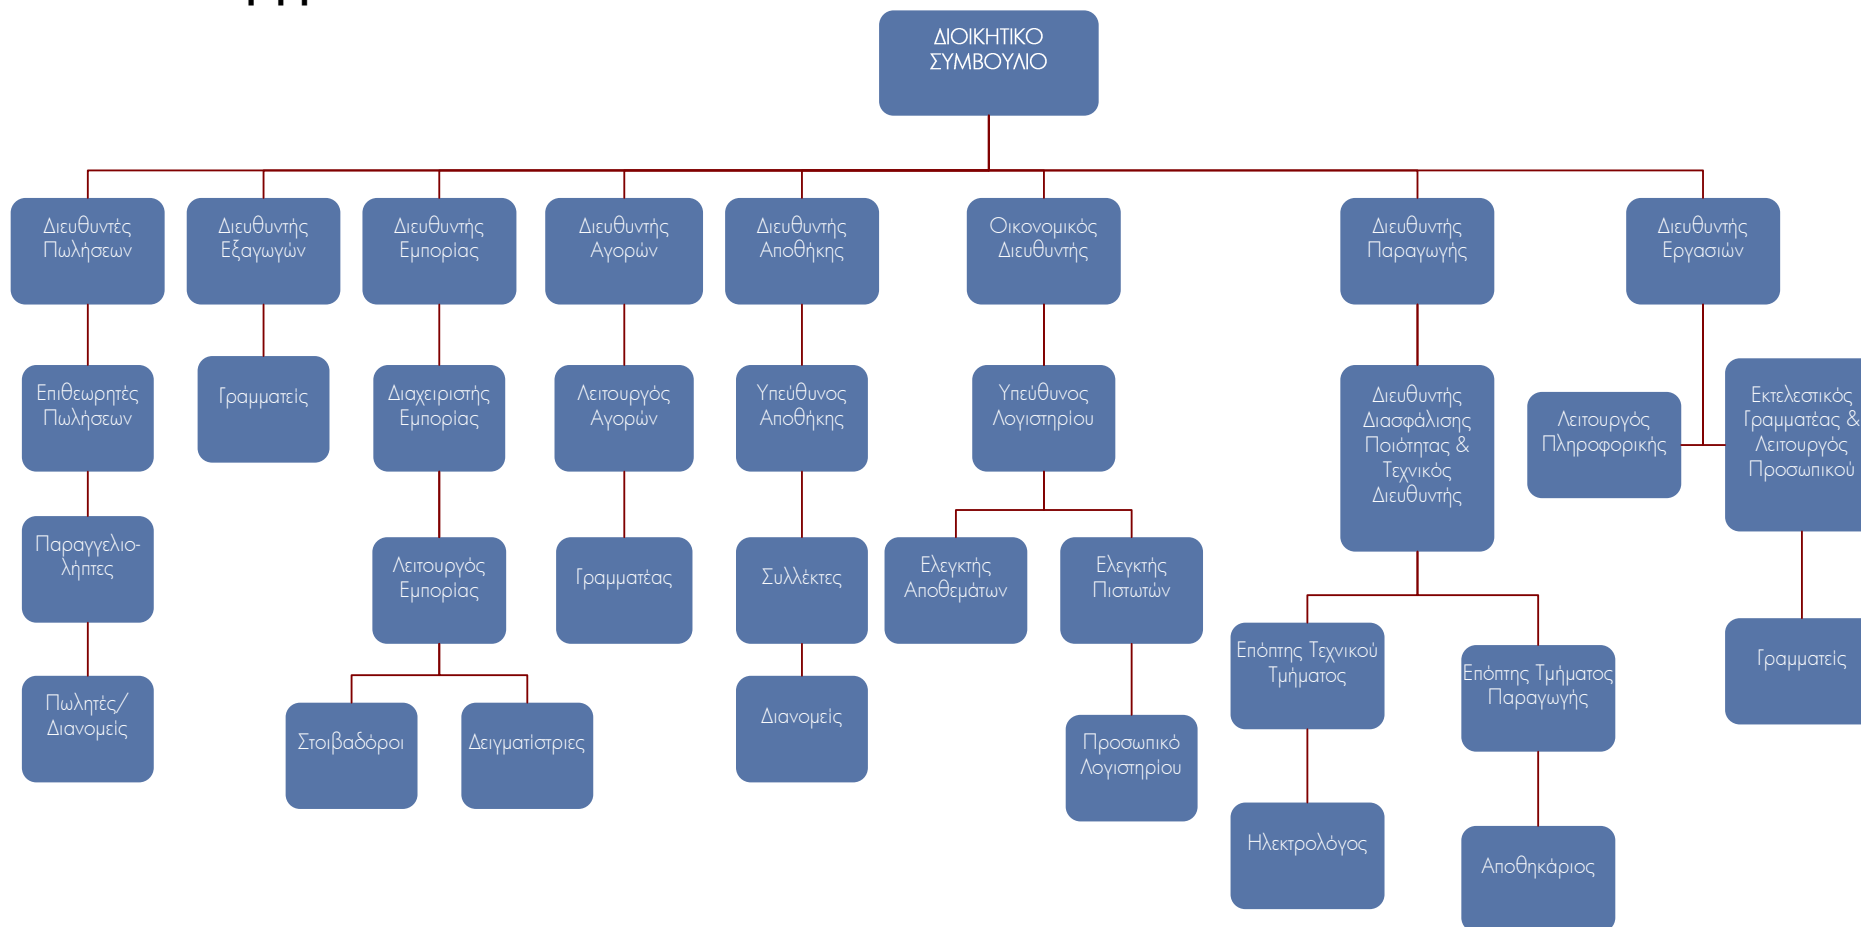 ΔΙΟΙΚΗΤΙΚΟ
ΣΥΜΒΟΥΛΙΟ
Διευθυντές
Πωλήσεων
Διευθυντής
Εξαγωγών
Διευθυντής
Εμπορίας
Διευθυντής
Αγορών
Διευθυντής
Αποθήκης
Οικονομικός
Διευθυντής
Διευθυντής
Παραγωγής
Διευθυντής
Εργασιών
Επιθεωρητές
Πωλήσεων
Γραμματείς
Διαχειριστής
Εμπορίας
Λειτουργός
Αγορών
Υπεύθυνος
Αποθήκης
Υπεύθυνος
Λογιστηρίου
Διευθυντής
Διασφάλισης
Ποιότητας &
Τεχνικός
Διευθυντής
Λειτουργός
Πληροφορικής
Εκτελεστικός
Γραμματέας &
Λειτουργός
Προσωπικού
Παραγγελιο-
λήπτες
Λειτουργός
Εμπορίας
Γραμματέας
Συλλέκτες
Ελεγκτής
Αποθεμάτων
Ελεγκτής
Πιστωτών
Επόπτης Τεχνικού
Τμήματος
Επόπτης Τμήματος
Παραγωγής
Γραμματείς
Πωλητές/
Διανομείς
Στοιβαδόροι
Δειγματίστριες
Διανομείς
Προσωπικό
Λογιστηρίου
Ηλεκτρολόγος
Αποθηκάριος